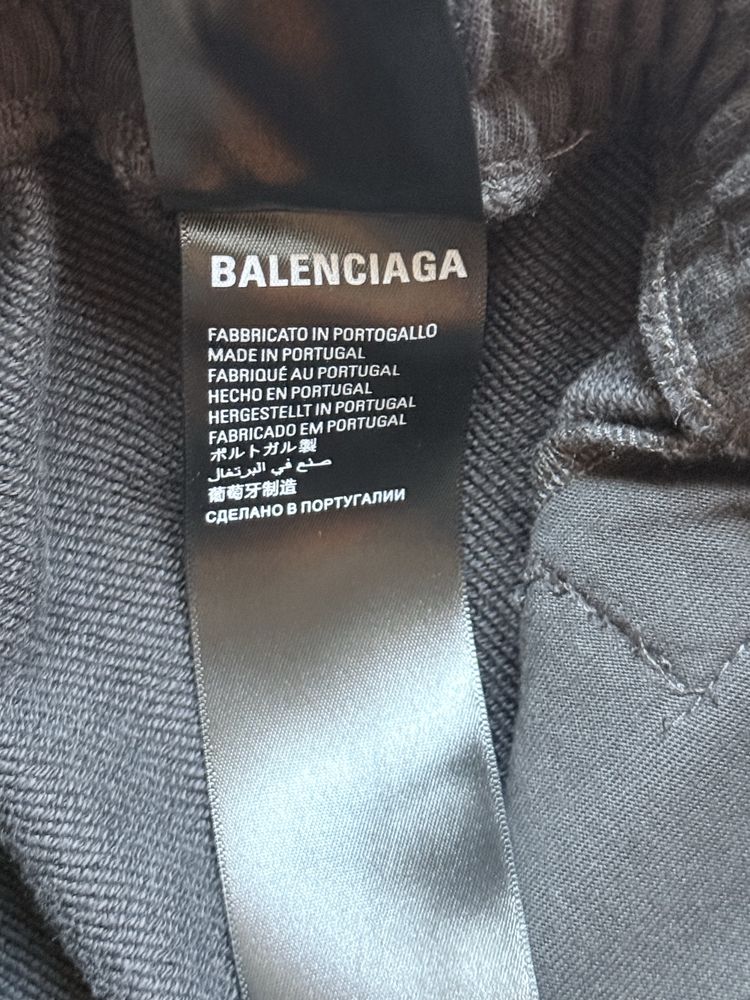 BALENCIAGA
FABBRICATO IN PORTOGALLO
MADE IN PORTUGAL
FABRIQUÉ AU PORTUGAL
HECHO EN PORTUGAL
HERGESTELLT IN PORTUGAL
FABRICADO EM PORTUGAL
ポルトガル製
صنع في البرتغال
葡萄牙制造
СДЕЛАНО В ПОРТУГАЛИИ